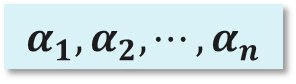 α₁, α₂, ⋯, αₙ